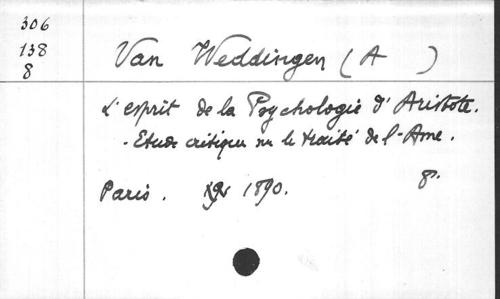 306
138
8
Van Weddingen (A )
L'esprit de la Psychologie d'Aristote.
- Etude critique sur le traité de l'Ame.
Paris. 1890. 8°.